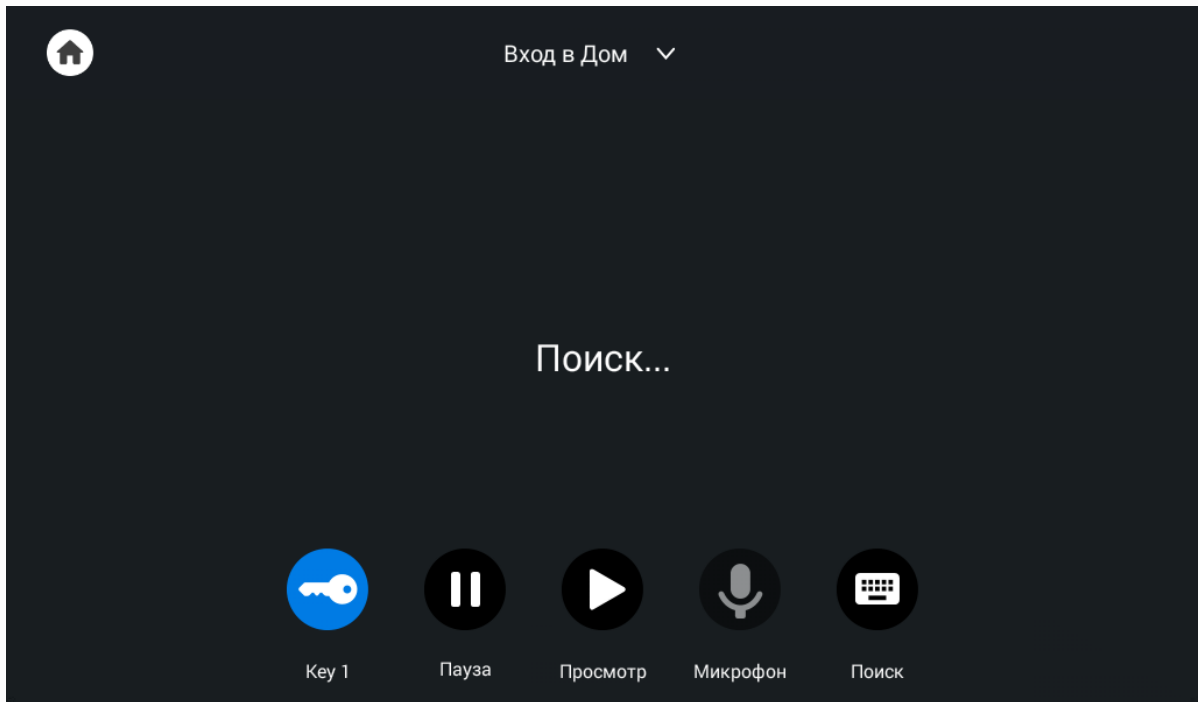 Вход в Дом
Поиск...
Key 1
Пауза
Просмотр
Микрофон
Поиск